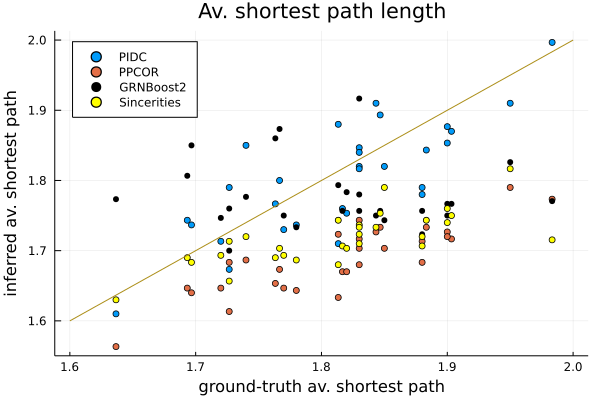 Av. shortest path length
2.0
1.9
1.8
1.7
1.6
inferred av. shortest path
PIDC
PPCOR
GRNBoost2
Sincerities
1.6 1.7 1.8 1.9 2.0
ground-truth av. shortest path